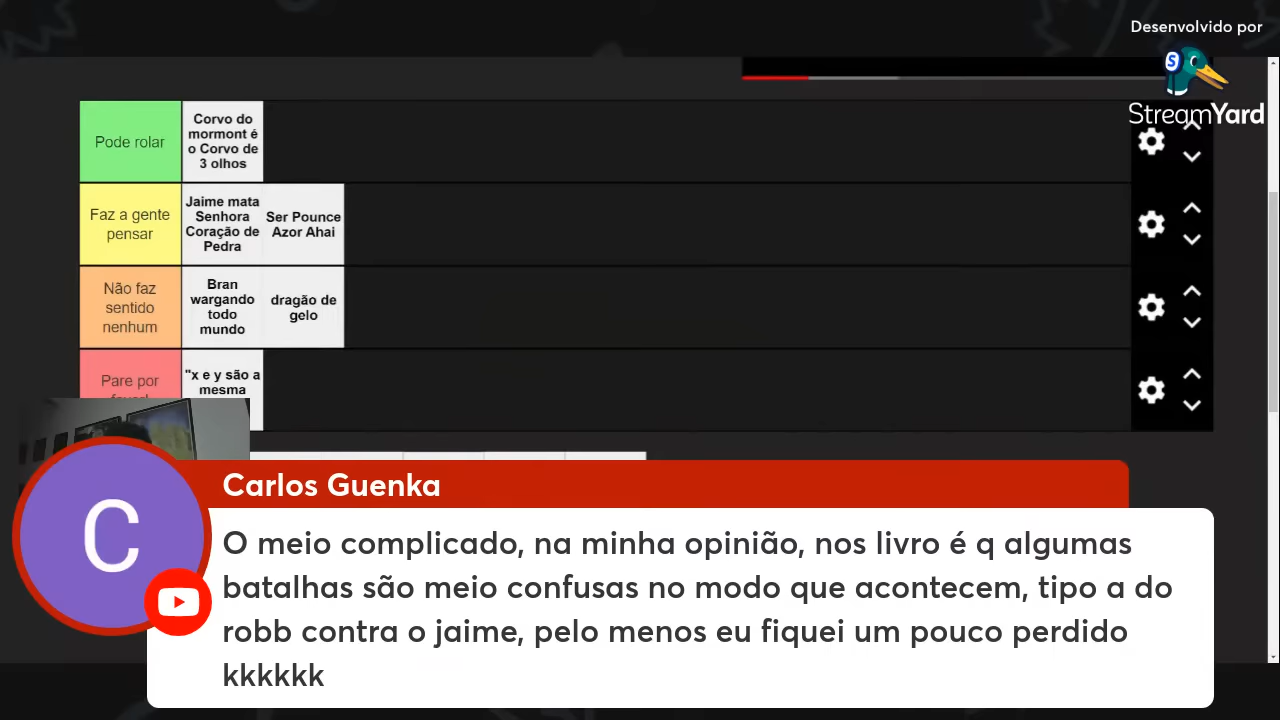 Desenvolvido por
S
StreamYard
Pode rolar
Corvo do
mormont é
o Corvo de
3 olhos
Faz a gente
pensar
Jaime mata
Senhora
Coração de
Pedra
Ser Pounce
Azor Ahai
Não faz
sentido
nenhum
Bran
wargando
todo
mundo
dragão de
gelo
Pare por
"x e y são a
mesma
C
Carlos Guenka
O meio complicado, na minha opinião, nos livro é q algumas
batalhas são meio confusas no modo que acontecem, tipo a do
robb contra o jaime, pelo menos eu fiquei um pouco perdido
kkkkkk